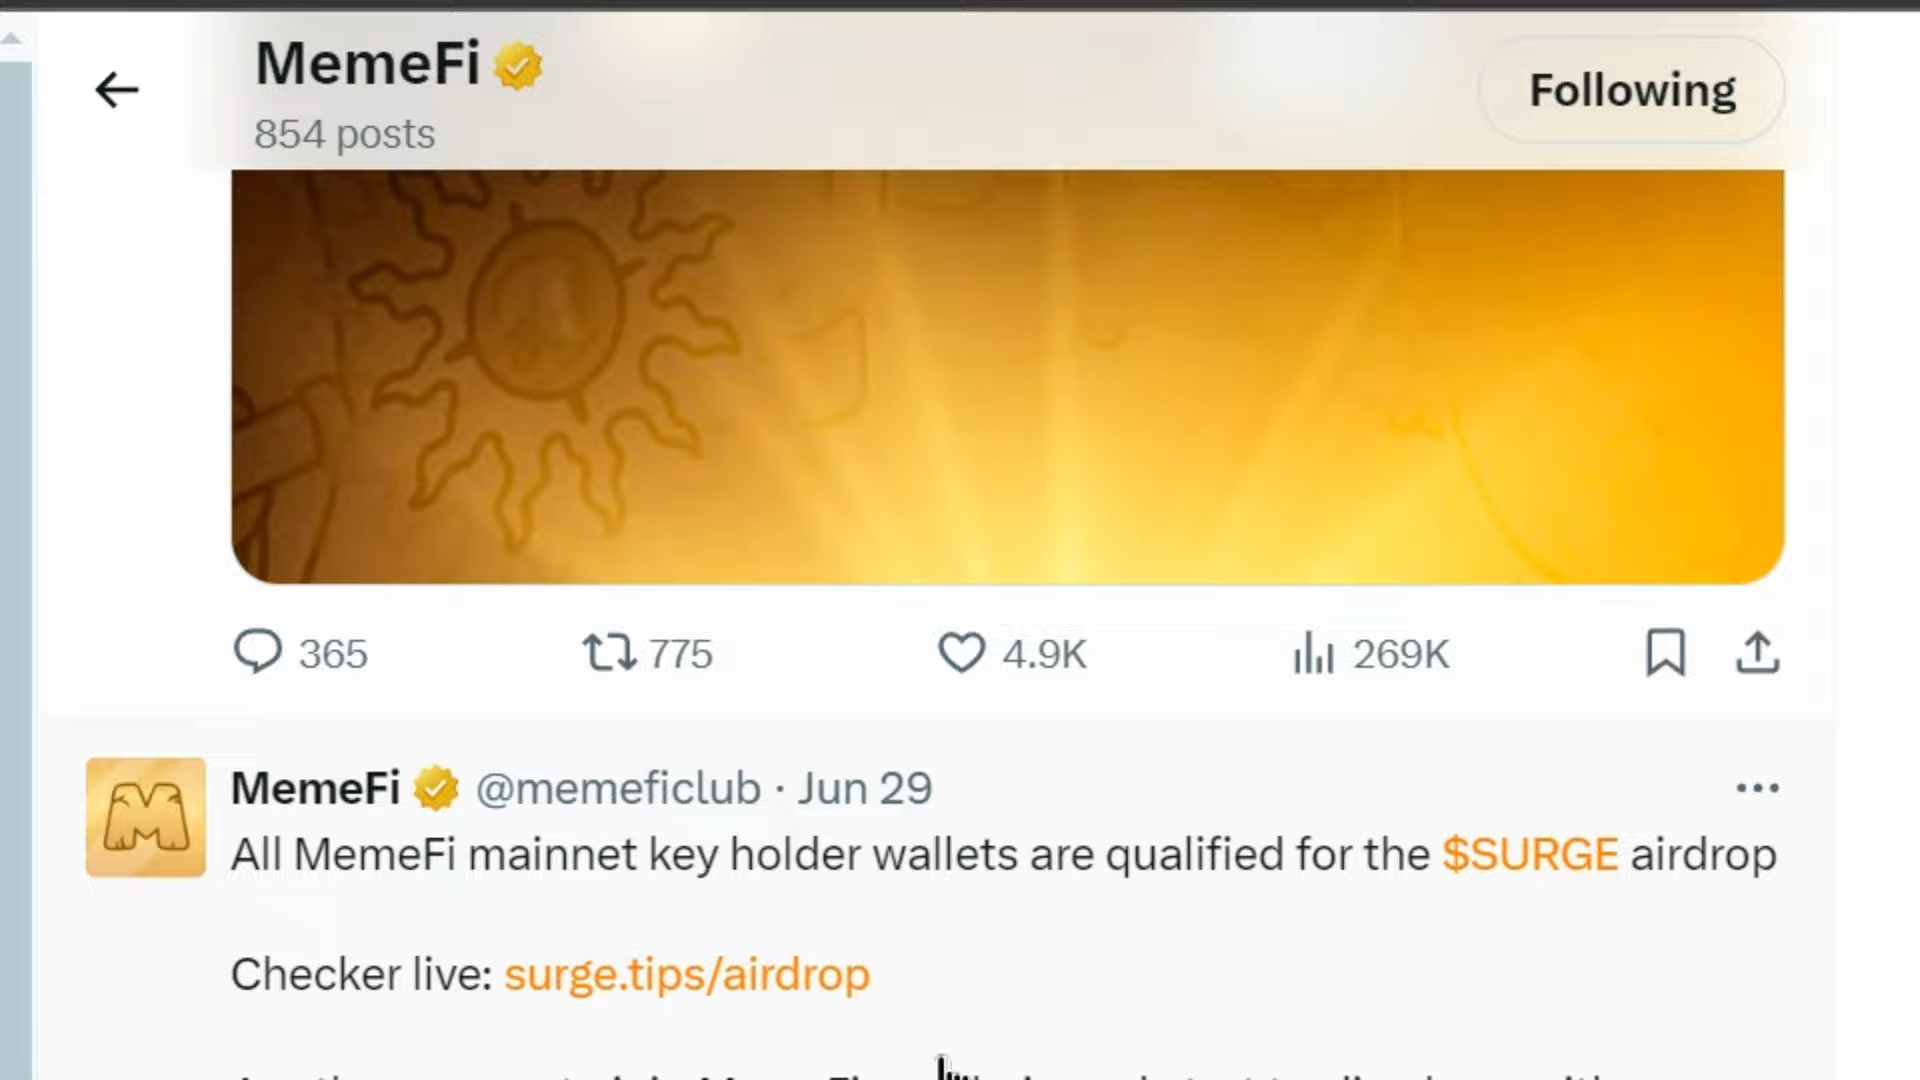 MemeFi
Following
854 posts
365 775 4.9K 269K
MemeFi @memeficlub · Jun 29
All MemeFi mainnet key holder wallets are qualified for the $SURGE airdrop
Checker live: surge.tips/airdrop